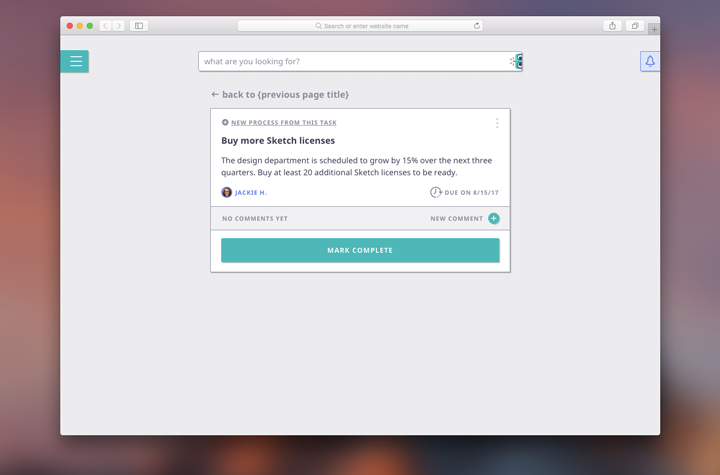 Search or enter website name
what are you looking for?
back to {previous page title}
NEW PROCESS FROM THIS TASK
Buy more Sketch licenses
The design department is scheduled to grow by 15% over the next three
quarters. Buy at least 20 additional Sketch licenses to be ready.
JACKIE H.
DUE ON 8/15/17
NO COMMENTS YET
NEW COMMENT
MARK COMPLETE